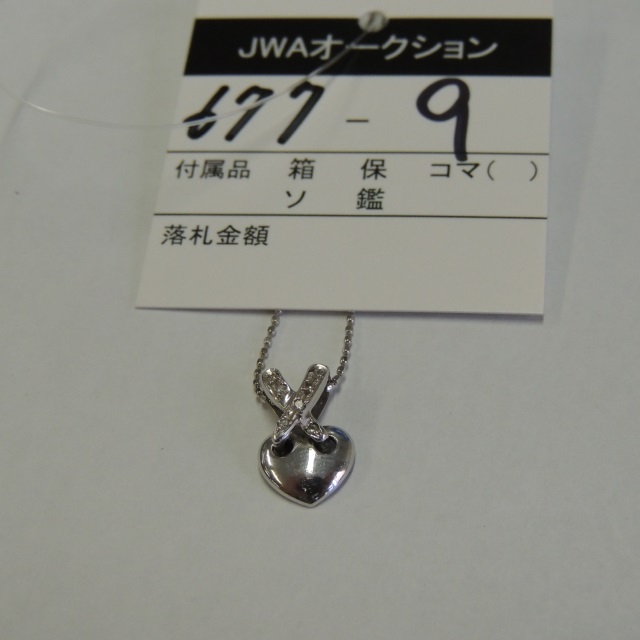 JWAオークション
677-9
付属品 箱 保 コマ( )
ソ 鑑
落札金額